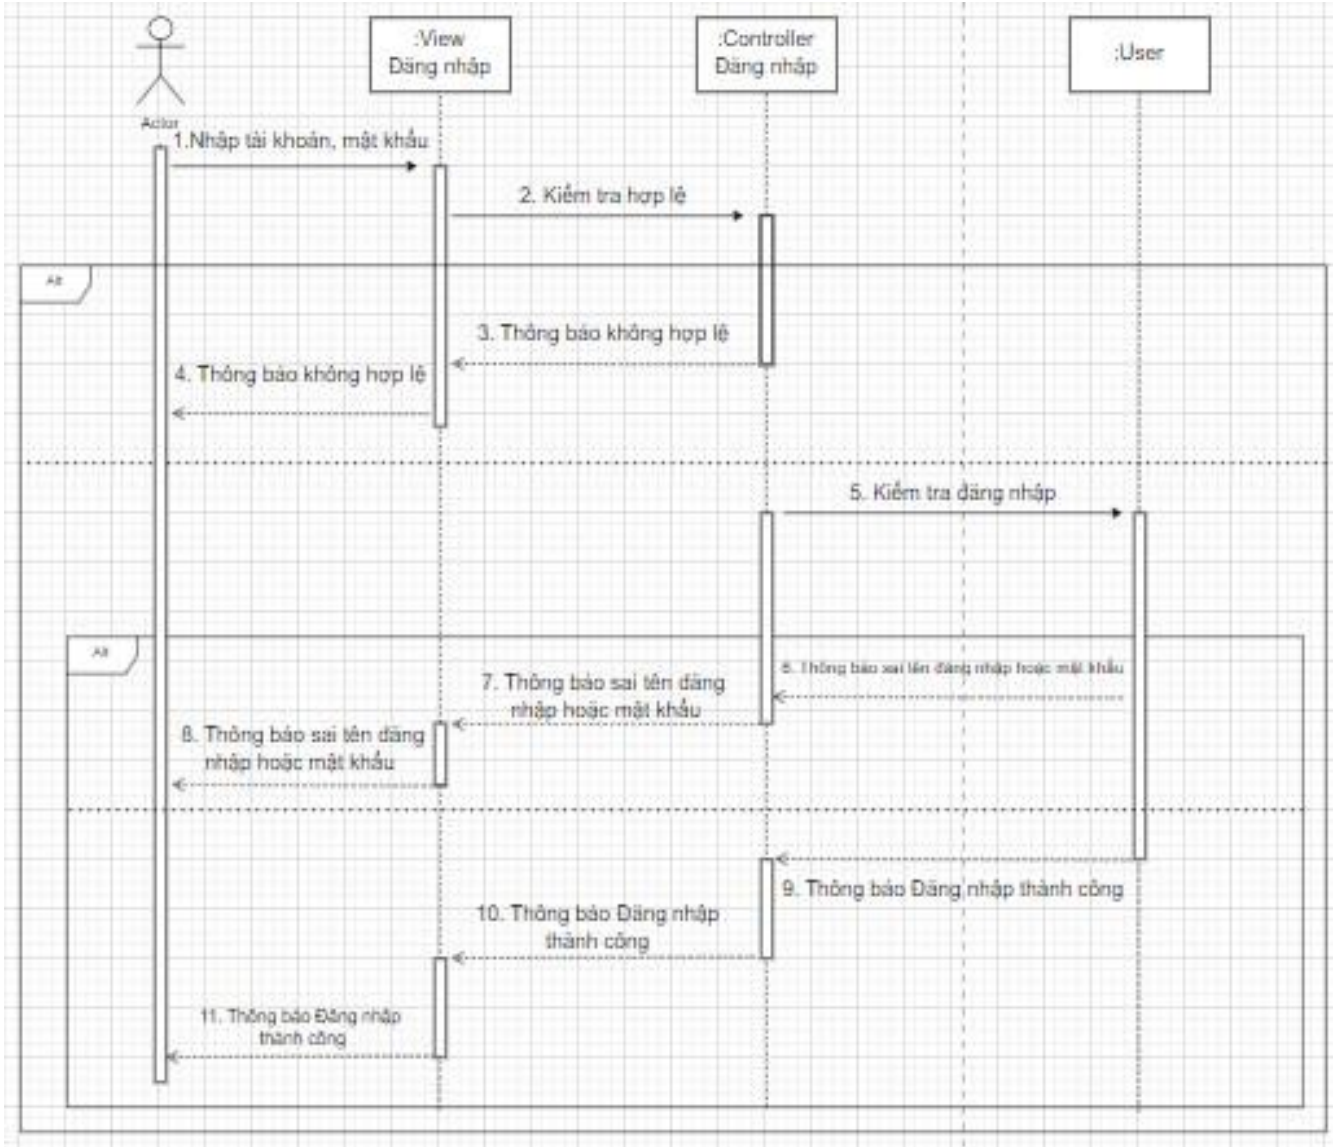 :View
Đăng nhập
:Controller
Đăng nhập
:User
Actor
1.Nhập tài khoản, mật khẩu
2. Kiểm tra hợp lệ
Alt
3. Thông báo không hợp lệ
4. Thông báo không hợp lệ
5. Kiểm tra đăng nhập
Alt
6. Thông báo sai tên đăng nhập hoặc mật khẩu
7. Thông báo sai tên đăng
nhập hoặc mật khẩu
8. Thông báo sai tên đăng
nhập hoặc mật khẩu
9. Thông báo Đăng nhập thành công
10. Thông báo Đăng nhập
thành công
11. Thông báo Đăng nhập
thành công